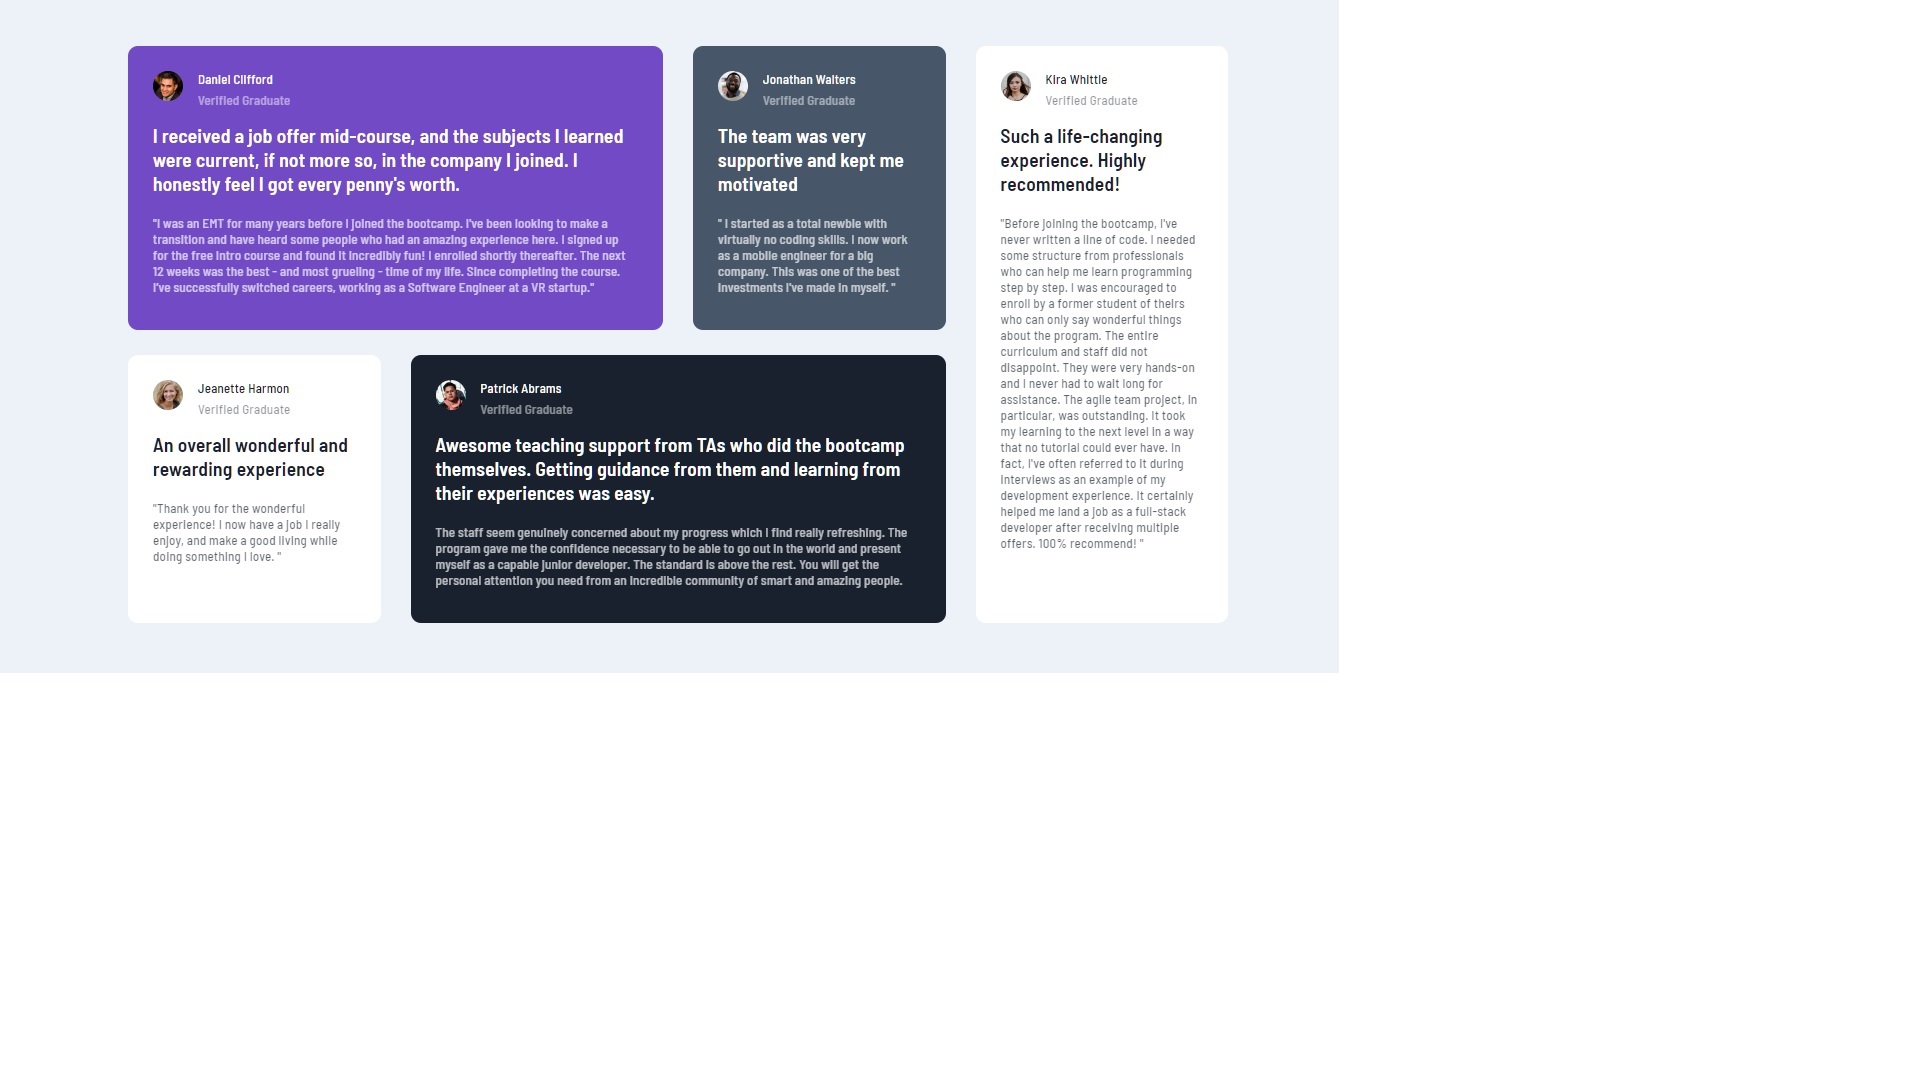 Daniel Clifford
Verified Graduate
I received a job offer mid-course, and the subjects I learned
were current, if not more so, in the company I joined. I
honestly feel I got every penny's worth.
"I was an EMT for many years before I joined the bootcamp. I've been looking to make a
transition and have heard some people who had an amazing experience here. I signed up
for the free intro course and found it incredibly fun! I enrolled shortly thereafter. The next
12 weeks was the best - and most grueling - time of my life. Since completing the course.
I've successfully switched careers, working as a Software Engineer at a VR startup."
Jonathan Walters
Verified Graduate
The team was very
supportive and kept me
motivated
" I started as a total newbie with
virtually no coding skills. I now work
as a mobile engineer for a big
company. This was one of the best
investments I've made in myself. "
Kira Whittle
Verified Graduate
Such a life-changing
experience. Highly
recommended!
"Before joining the bootcamp, I've
never written a line of code. I needed
some structure from professionals
who can help me learn programming
step by step. I was encouraged to
enroll by a former student of theirs
who can only say wonderful things
about the program. The entire
curriculum and staff did not
disappoint. They were very hands-on
and I never had to wait long for
assistance. The agile team project, in
particular, was outstanding. It took
my learning to the next level in a way
that no tutorial could ever have. In
fact, I've often referred to it during
interviews as an example of my
development experience. It certainly
helped me land a job as a full-stack
developer after receiving multiple
offers. 100% recommend! "
Jeanette Harmon
Verified Graduate
An overall wonderful and
rewarding experience
"Thank you for the wonderful
experience! I now have a job I really
enjoy, and make a good living while
doing something I love. "
Patrick Abrams
Verified Graduate
Awesome teaching support from TAs who did the bootcamp
themselves. Getting guidance from them and learning from
their experiences was easy.
The staff seem genuinely concerned about my progress which I find really refreshing. The
program gave me the confidence necessary to be able to go out in the world and present
myself as a capable junior developer. The standard is above the rest. You will get the
personal attention you need from an incredible community of smart and amazing people.